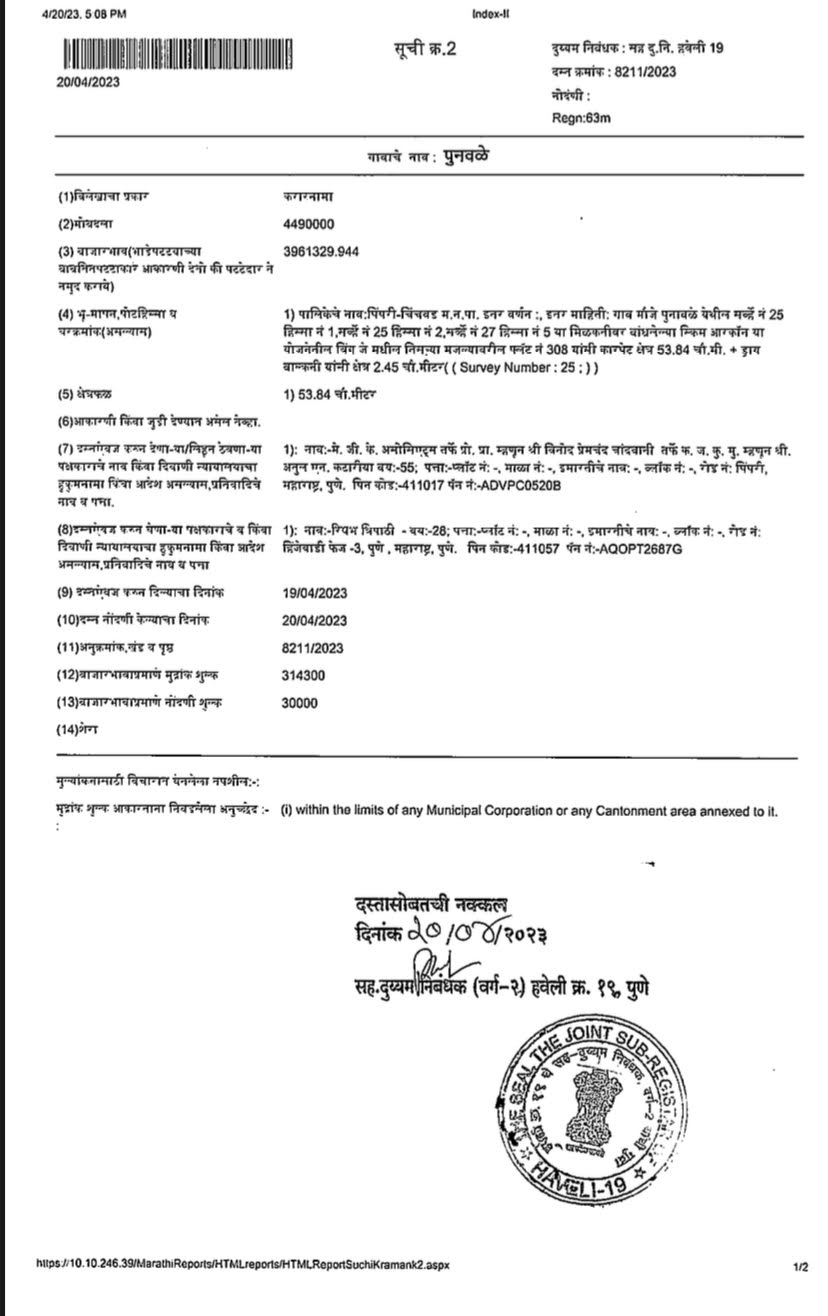 4/20/23, 5:08 PM
Index-II
20/04/2023
सूची क्र.2
दुय्यम निबंधक : सह दु.नि. हवेली 19
दस्त क्रमांक : 8211/2023
नोदंणी :
Regn:63m
गावाचे नाव : पुनवळे
(1)विलेखाचा प्रकार करारनामा
(2)मोबदला 4490000
(3) बाजारभाव(भाडेपटटयाच्या 3961329.944
बाबतितपटटाकार आकारणी देतो की पटटेदार ते
नमुद करावे)
(4) भू-मापन,पोटहिस्सा व 1) पालिकेचे नाव:पिंपरी-चिंचवड म.न.पा. इतर वर्णन :, इतर माहिती: गाव मौजे पुनावळे येथील सर्व्हे नं 25
घरक्रमांक(असल्यास) हिस्सा नं 1,सर्व्हे नं 25 हिस्सा नं 2,सर्व्हे नं 27 हिस्सा नं 5 या मिळकतीवर बांधलेल्या स्किम आरकॉन या
योजनेतील विंग जे मधील तिसऱ्या मजल्यावरील फ्लॅट नं 308 यांसी कारपेट क्षेत्र 53.84 चौ.मी. + ड्राय
बाल्कनी यांसी क्षेत्र 2.45 चौ.मीटर( ( Survey Number : 25 ; ) )
(5) क्षेत्रफळ 1) 53.84 चौ.मीटर
(6)आकारणी किंवा जुडी देण्यात असेल तेव्हा.
(7) दस्तऐवज करुन देणा-या/लिहून ठेवणा-या 1): नाव:-मे. जी. के. असोसिएट्स तर्फे प्रो. प्रा. म्हणून श्री विनोद प्रेमचंद चांदवानी तर्फे क. ज. कु. मु. म्हणून श्री.
पक्षकाराचे नाव किंवा दिवाणी न्यायालयाचा अतुल एन. कटारीया वय:-55; पत्ता:-प्लॉट नं: -, माळा नं: -, इमारतीचे नाव: -, ब्लॉक नं: -, रोड नं: पिंपरी,
हुकुमनामा किंवा आदेश असल्यास,प्रतिवादिचे महाराष्ट्र, पुणे. पिन कोड:-411017 पॅन नं:-ADVPC0520B
नाव व पत्ता.
(8)दस्तऐवज करुन घेणा-या पक्षकाराचे व किंवा 1): नाव:-रिषभ त्रिपाठी - वय:-28; पत्ता:-प्लॉट नं: -, माळा नं: -, इमारतीचे नाव: -, ब्लॉक नं: -, रोड नं:
दिवाणी न्यायालयाचा हुकुमनामा किंवा आदेश हिंजेवाडी फेज -3, पुणे , महाराष्ट्र, पुणे. पिन कोड:-411057 पॅन नं:-AQOPT2687G
असल्यास,प्रतिवादिचे नाव व पत्ता
(9) दस्तऐवज करुन दिल्याचा दिनांक 19/04/2023
(10)दस्त नोंदणी केल्याचा दिनांक 20/04/2023
(11)अनुक्रमांक,खंड व पृष्ठ 8211/2023
(12)बाजारभावाप्रमाणे मुद्रांक शुल्क 314300
(13)बाजारभावाप्रमाणे नोंदणी शुल्क 30000
(14)शेरा
मुल्यांकनासाठी विचारात घेतलेला तपशील:-:
मुद्रांक शुल्क आकारताना निवडलेला अनुच्छेद :- (i) within the limits of any Municipal Corporation or any Cantonment area annexed to it.
:
दस्तासोबतची नक्कल
दिनांक २०/०४/२०२३
सह.दुय्यम निबंधक (वर्ग-२) हवेली क्र. १९, पुणे
THE SEAL THE JOINT SUB-REGISTRAR
HAVELI-19
https://10.10.246.39/MarathiReports/HTMLreports/HTMLReportSuchiKramank2.aspx
1/2